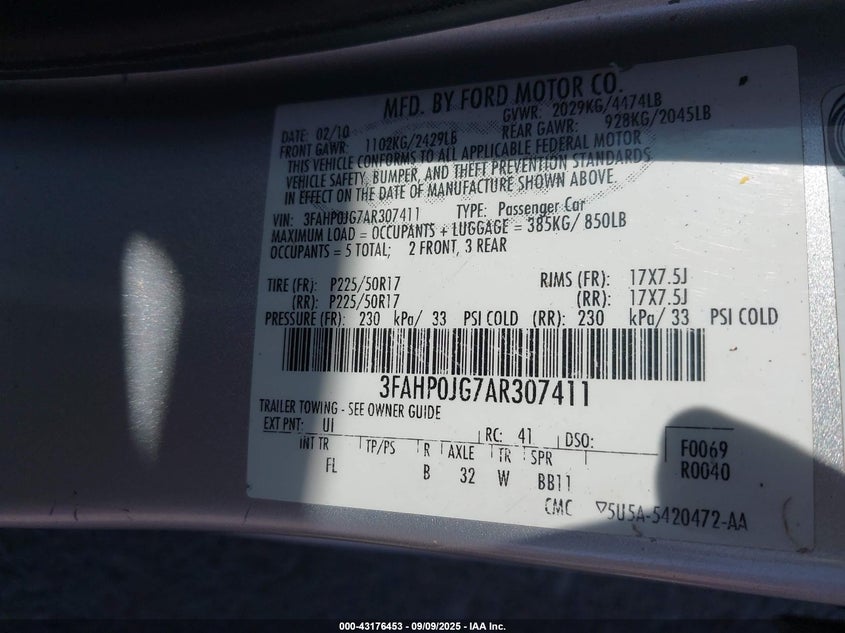 MFD. BY FORD MOTOR CO.
DATE: 02/10 GVWR: 2029KG/4474LB
FRONT GAWR: 1102KG/2429LB REAR GAWR: 928KG/2045LB
THIS VEHICLE CONFORMS TO ALL APPLICABLE FEDERAL MOTOR
VEHICLE SAFETY, BUMPER, AND THEFT PREVENTION STANDARDS
IN EFFECT ON THE DATE OF MANUFACTURE SHOWN ABOVE.
VIN: 3FAHP0JG7AR307411 TYPE: Passenger Car
MAXIMUM LOAD = OCCUPANTS + LUGGAGE = 385KG/ 850LB
OCCUPANTS = 5 TOTAL; 2 FRONT, 3 REAR
TIRE (FR): P225/50R17 RIMS (FR): 17X7.5J
(RR): P225/50R17 (RR): 17X7.5J
PRESSURE (FR): 230 kPa/ 33 PSI COLD (RR): 230 kPa/ 33 PSI COLD
3FAHP0JG7AR307411
TRAILER TOWING - SEE OWNER GUIDE
EXT PNT: UI RC: 41 DSO: F0069
INT TR TP/PS R AXLE TR SPR R0040
FL B 32 W BB11
CMC ▽5U5A-5420472-AA
000-43176453 - 09/09/2025 - IAA Inc.